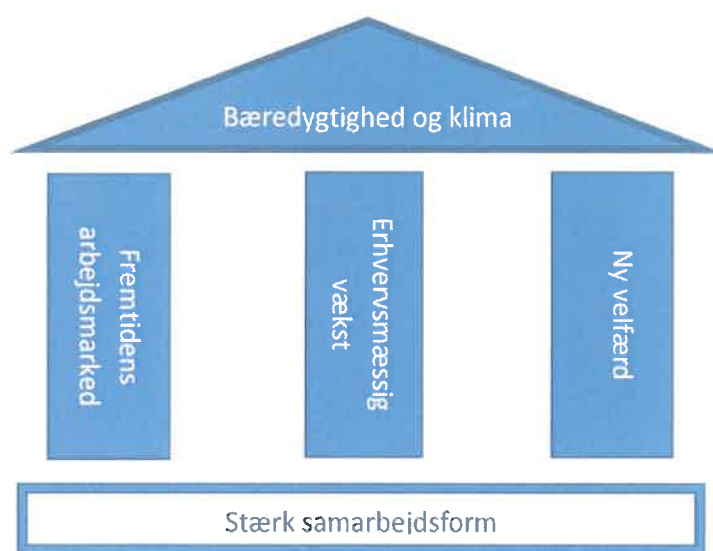 Bæredygtighed og klima
Fremtidens
arbejdsmarked
Erhvervsmæssig
vækst
Ny velfærd
Stærk samarbejdsform